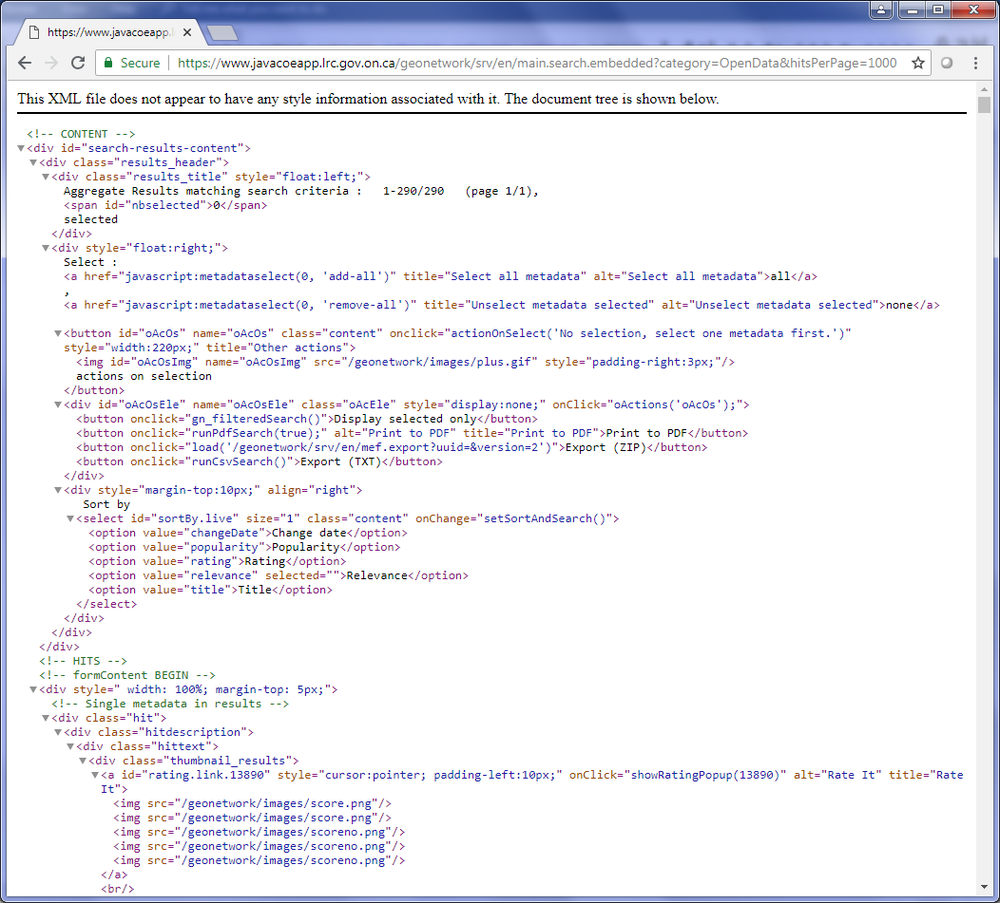 https://www.javacoeapp.
Secure https://www.javacoeapp.lrc.gov.on.ca/geonetwork/srv/en/main.search.embedded?category=OpenData&hitsPerPage=1000
This XML file does not appear to have any style information associated with it. The document tree is shown below.
<!-- CONTENT -->
▼<div id="search-results-content">
▼<div class="results_header">
▼<div class="results_title" style="float:left;">
Aggregate Results matching search criteria :   1-290/290   (page 1/1),
<span id="nbselected">0</span>
selected
</div>
▼<div style="float:right;">
Select :
<a href="javascript:metadataselect(0, 'add-all')" title="Select all metadata" alt="Select all metadata">all</a>
,
<a href="javascript:metadataselect(0, 'remove-all')" title="Unselect metadata selected" alt="Unselect metadata selected">none</a>
▼<button id="oAcOs" name="oAcOs" class="content" onclick="actionOnSelect('No selection, select one metadata first.')"
style="width:220px;" title="Other actions">
<img id="oAcOsImg" name="oAcOsImg" src="/geonetwork/images/plus.gif" style="padding-right:3px;"/>
actions on selection
</button>
▼<div id="oAcOsEle" name="oAcOsEle" class="oAcEle" style="display:none;" onClick="oActions('oAcOs');">
<button onclick="gn_filteredSearch()">Display selected only</button>
<button onclick="runPdfSearch(true);" alt="Print to PDF" title="Print to PDF">Print to PDF</button>
<button onclick="load('/geonetwork/srv/en/mef.export?uuid=&version=2')">Export (ZIP)</button>
<button onclick="runCsvSearch()">Export (TXT)</button>
</div>
▼<div style="margin-top:10px;" align="right">
Sort by
▼<select id="sortBy.live" size="1" class="content" onChange="setSortAndSearch()">
<option value="changeDate">Change date</option>
<option value="popularity">Popularity</option>
<option value="rating">Rating</option>
<option value="relevance" selected="">Relevance</option>
<option value="title">Title</option>
</select>
</div>
</div>
</div>
<!-- HITS -->
<!-- formContent BEGIN -->
▼<div style=" width: 100%; margin-top: 5px;">
<!-- Single metadata in results -->
▼<div class="hit">
▼<div class="hitdescription">
▼<div class="hittext">
▼<div class="thumbnail_results">
▼<a id="rating.link.13890" style="cursor:pointer; padding-left:10px;" onClick="showRatingPopup(13890)" alt="Rate It" title="Rate
It">
<img src="/geonetwork/images/score.png"/>
<img src="/geonetwork/images/score.png"/>
<img src="/geonetwork/images/scoreno.png"/>
<img src="/geonetwork/images/scoreno.png"/>
<img src="/geonetwork/images/scoreno.png"/>
</a>
<br/>